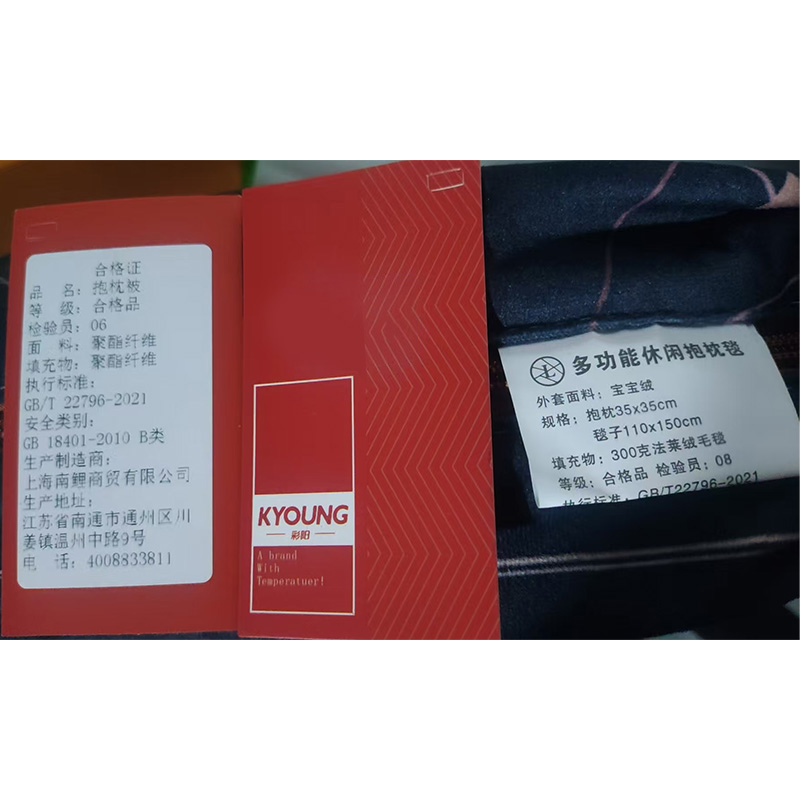 合格证
品 名：抱枕被
等 级：合格品
检验员：06
面 料：聚酯纤维
填充物：聚酯纤维
执行标准：
GB/T 22796-2021
安全类别：
GB 18401-2010 B类
生产制造商：
上海南鲤商贸有限公司
生产地址：
江苏省南通市通州区川
姜镇温州中路9号
电 话：4008833811
KYOUNG
彩阳
A brand
With
Temperatuer!
多功能休闲抱枕毯
外套面料：宝宝绒
规格：抱枕35x35cm
毯子110x150cm
填充物：300克法莱绒毛毯
等级：合格品 检验员：08
执行标准：GB/T22796-2021